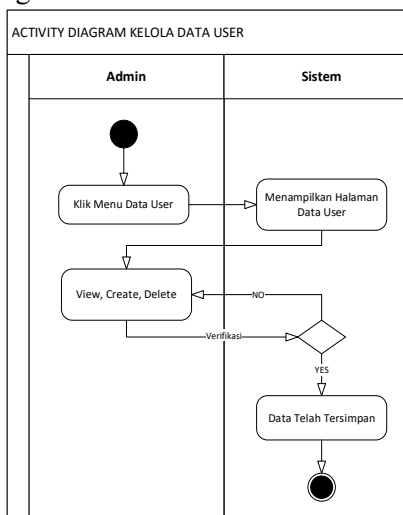 ACTIVITY DIAGRAM KELOLA DATA USER
Admin
Sistem
Klik Menu Data User
Menampilkan Halaman
Data User
View, Create, Delete
NO
Verifikasi
YES
Data Telah Tersimpan